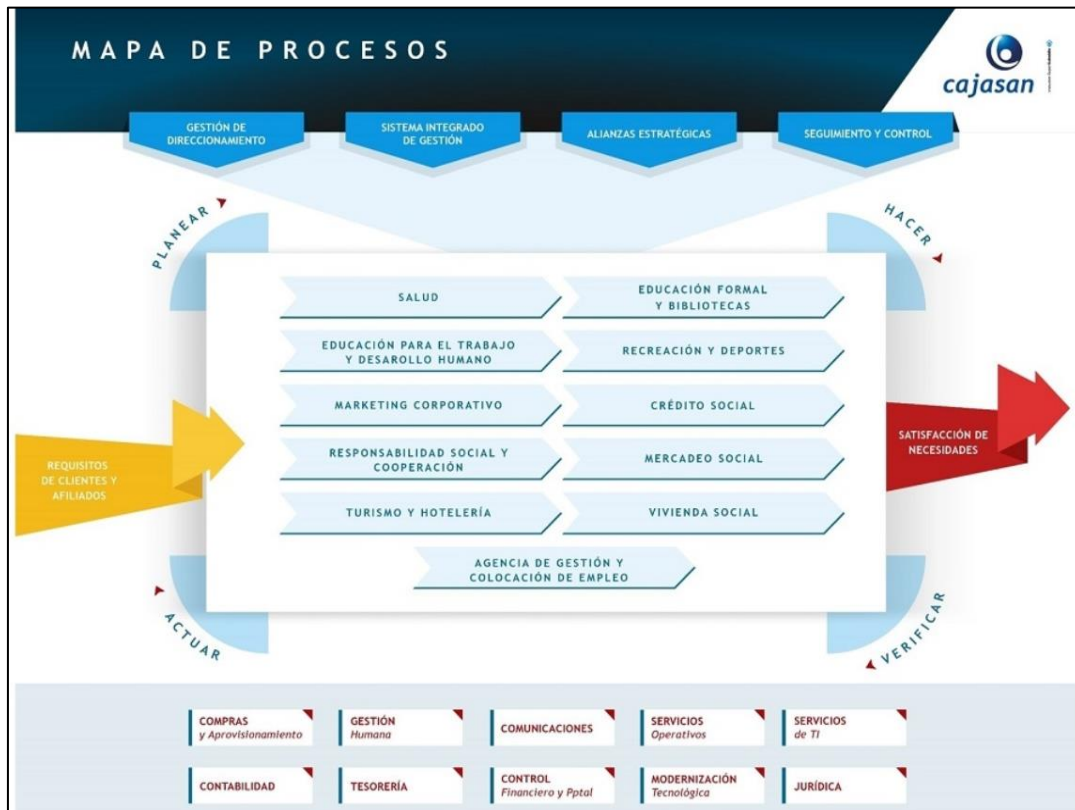 MAPA DE PROCESOS
cajasan
GESTIÓN DE
DIRECCIONAMIENTO
SISTEMA INTEGRADO
DE GESTIÓN
ALIANZAS ESTRATÉGICAS
SEGUIMIENTO Y CONTROL
PLANEAR
HACER
SALUD
EDUCACIÓN FORMAL
Y BIBLIOTECAS
EDUCACIÓN PARA EL TRABAJO
Y DESAROLLO HUMANO
RECREACIÓN Y DEPORTES
MARKETING CORPORATIVO
CRÉDITO SOCIAL
RESPONSABILIDAD SOCIAL Y
COOPERACIÓN
MERCADEO SOCIAL
TURISMO Y HOTELERÍA
VIVIENDA SOCIAL
AGENCIA DE GESTIÓN Y
COLOCACIÓN DE EMPLEO
REQUISITOS
DE CLIENTES Y
AFILIADOS
SATISFACCIÓN DE
NECESIDADES
ACTUAR
VERIFICAR
COMPRAS
y Aprovisionamiento
GESTIÓN
Humana
COMUNICACIONES
SERVICIOS
Operativos
SERVICIOS
de TI
CONTABILIDAD
TESORERÍA
CONTROL
Financiero y Pptal
MODERNIZACIÓN
Tecnológica
JURÍDICA